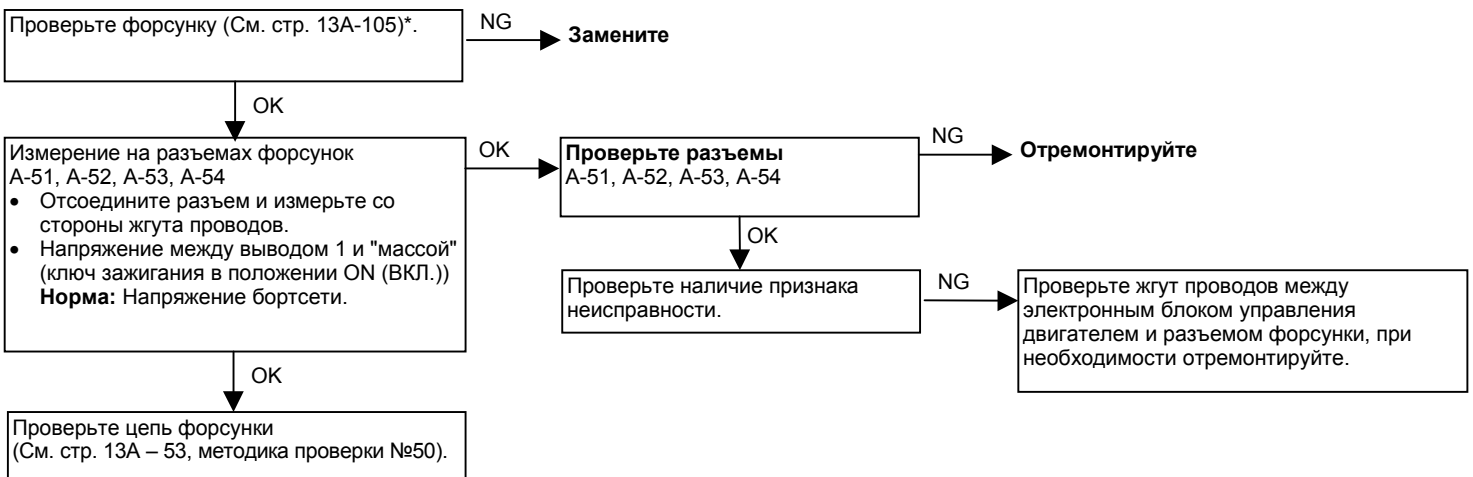 Проверьте форсунку (См. стр. 13A-105)*.
NG
Замените
OK
Измерение на разъемах форсунок
А-51, А-52, А-53, А-54
• Отсоедините разъем и измерьте со
стороны жгута проводов.
• Напряжение между выводом 1 и "массой"
(ключ зажигания в положении ON (ВКЛ.))
Норма: Напряжение бортсети.
OK
Проверьте разъемы
А-51, А-52, А-53, А-54
NG
Отремонтируйте
OK
Проверьте наличие признака
неисправности.
NG
Проверьте жгут проводов между
электронным блоком управления
двигателем и разъемом форсунки, при
необходимости отремонтируйте.
OK
Проверьте цепь форсунки
(См. стр. 13А – 53, методика проверки №50).